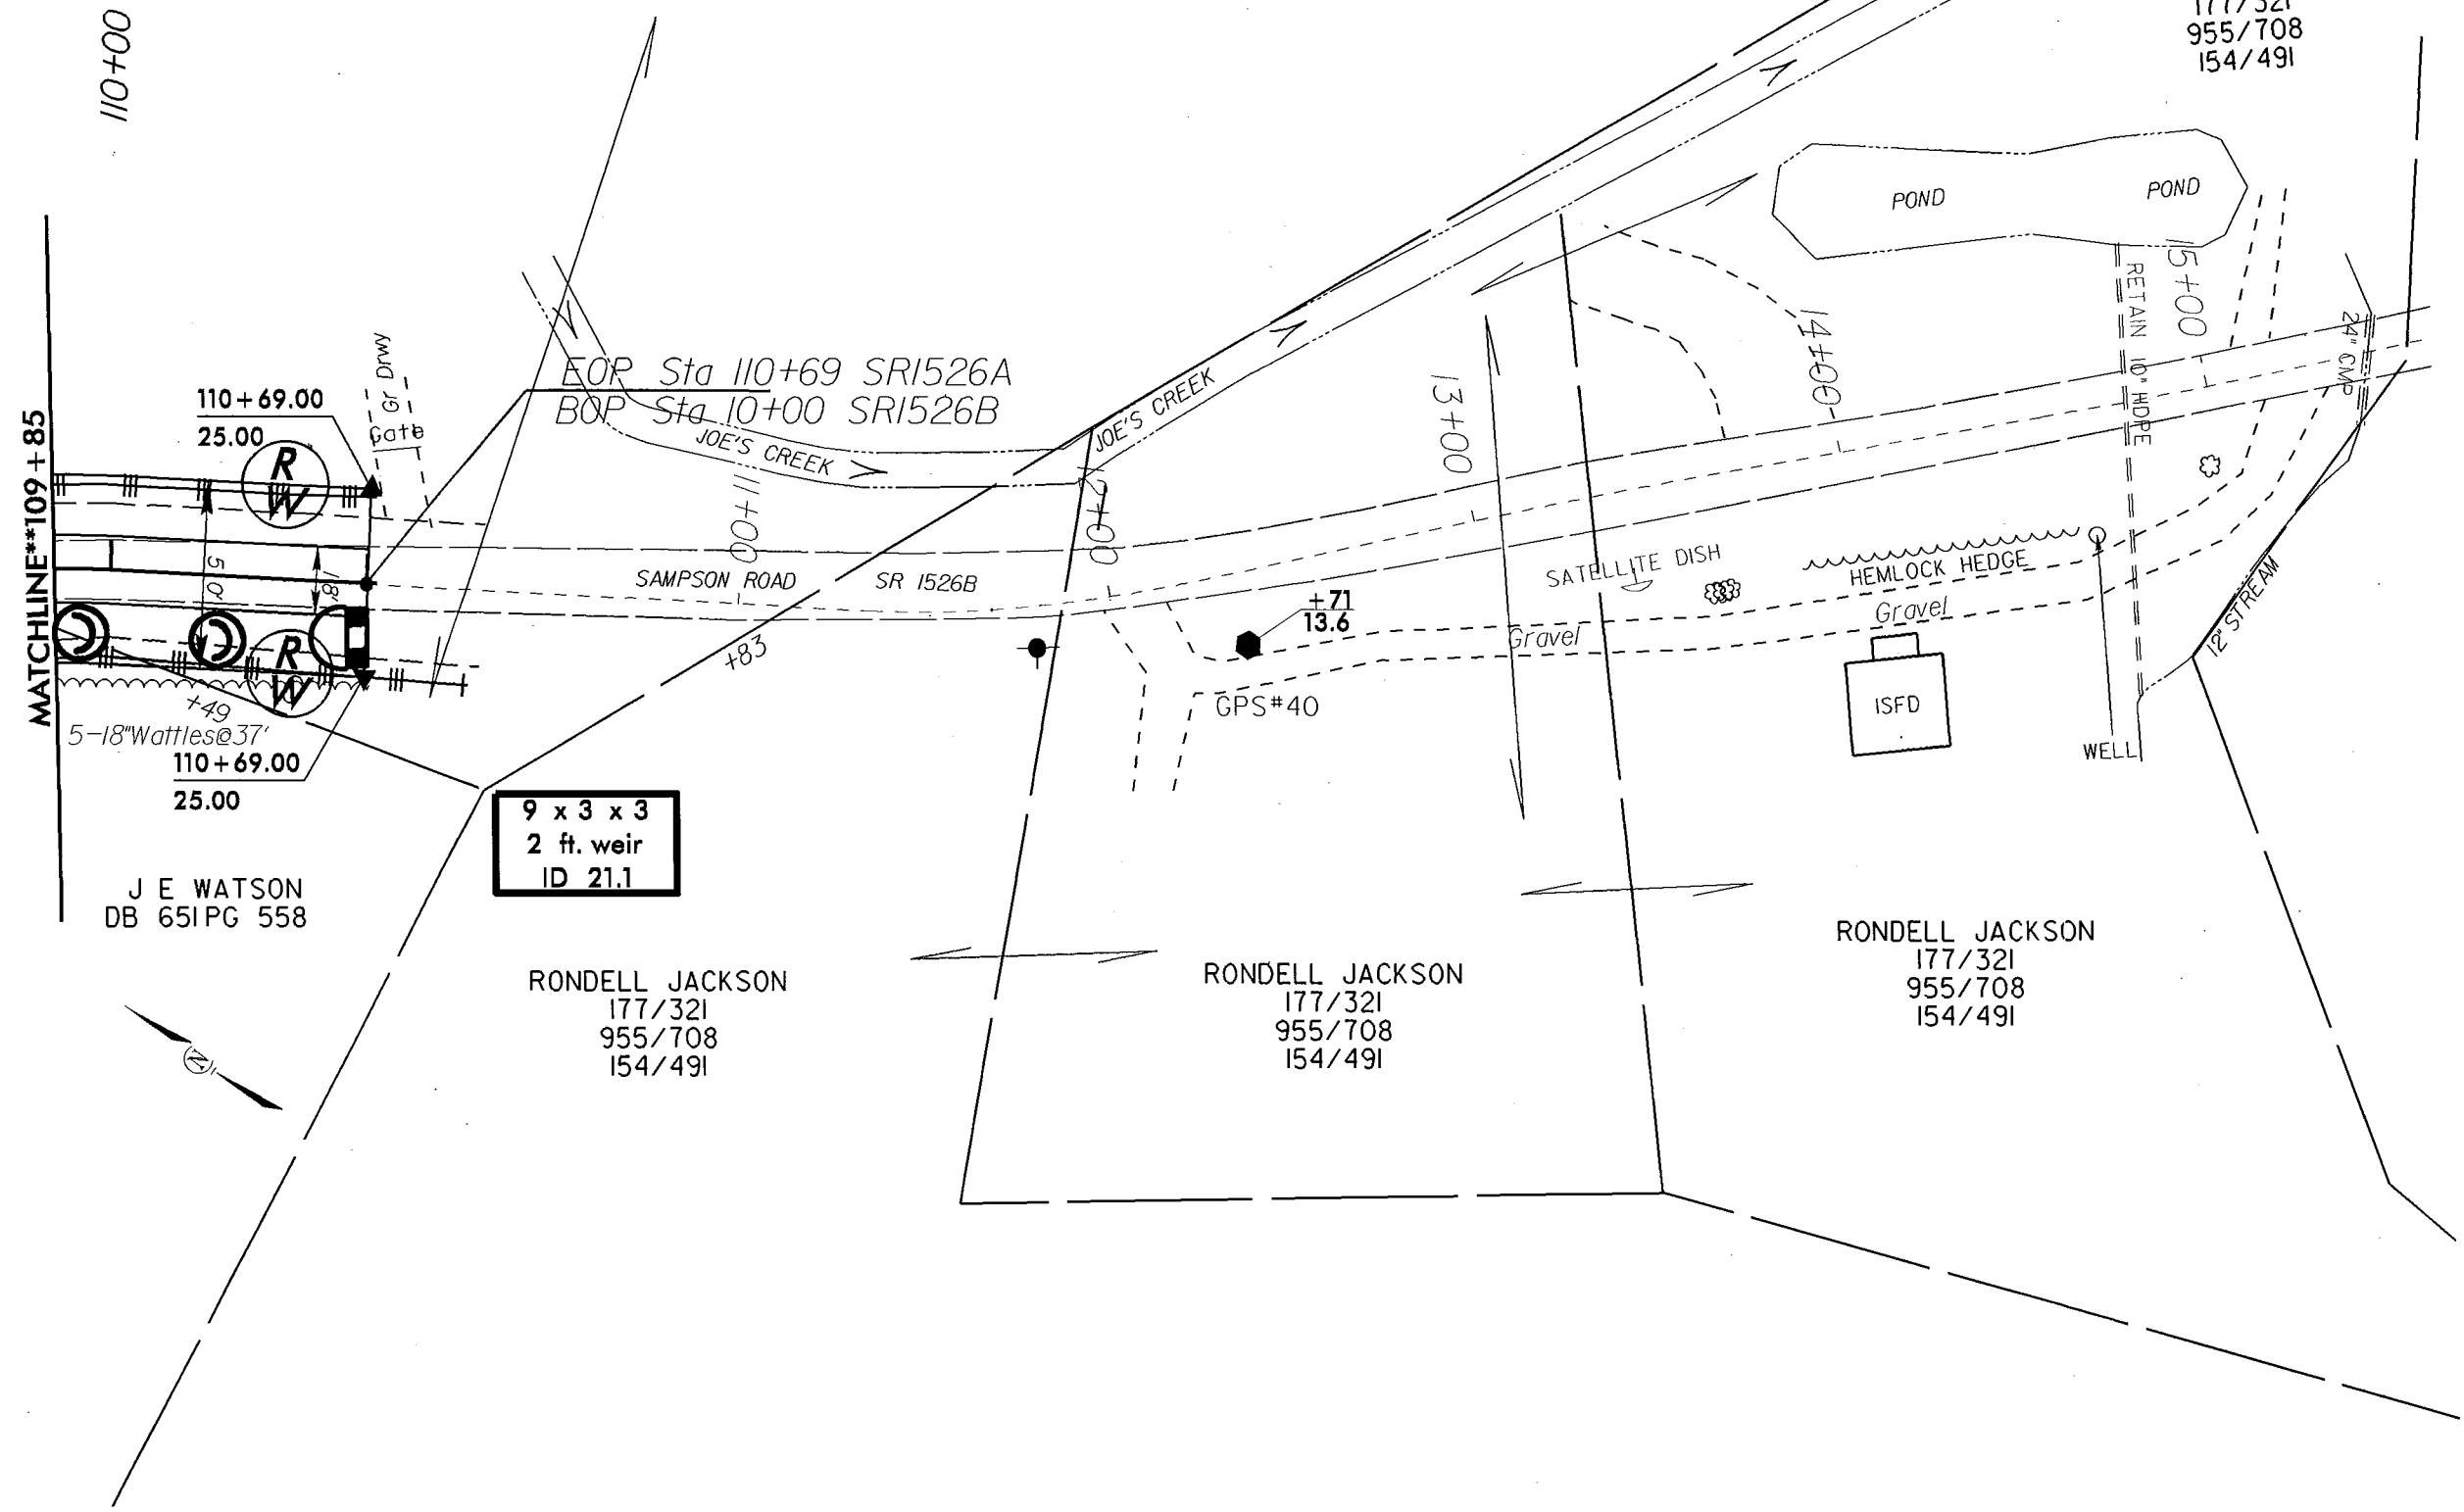 110+00
177/321
955/708
154/491
POND
POND
15+00
RETAIN 10" HDPE
24" CMP
14+00
13+00
EOP Sta 110+69 SR1526A
BOP Sta 10+00 SR1526B
110+69.00
25.00
Gr Drwy
Gate
JOE'S CREEK
JOE'S CREEK
MATCHLINE**109+85
R
W
11+00
12+00
18'
SAMPSON ROAD
SR 1526B
SATELLITE DISH
HEMLOCK HEDGE
+71
13.6
Gravel
Gravel
12" STREAM
R
W
+83
+49
5-18"Wattles@37'
110+69.00
25.00
GPS#40
ISFD
WELL
9 x 3 x 3
2 ft. weir
ID 21.1
J E WATSON
DB 651 PG 558
RONDELL JACKSON
177/321
955/708
154/491
RONDELL JACKSON
177/321
955/708
154/491
RONDELL JACKSON
177/321
955/708
154/491
N